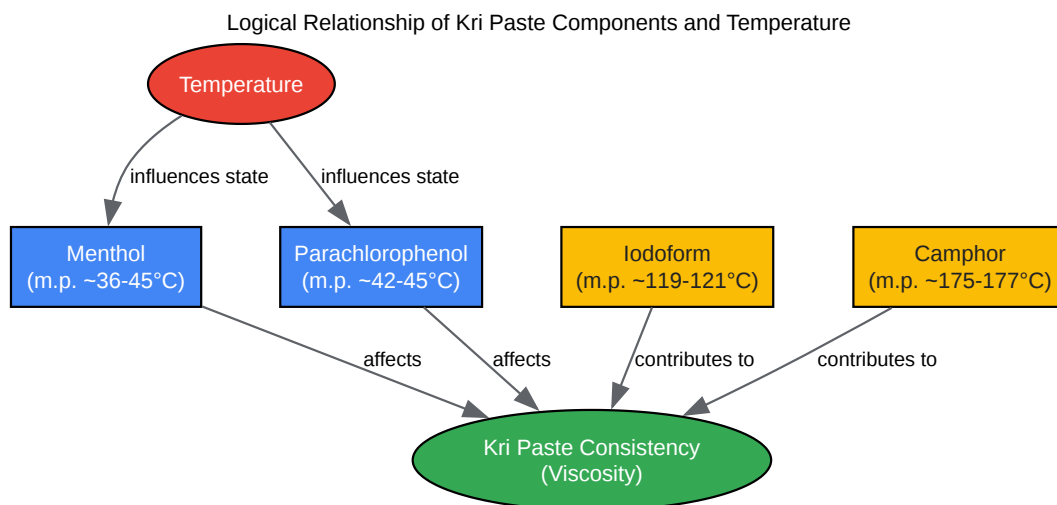 Logical Relationship of Kri Paste Components and Temperature
Temperature
influences state
influences state
Menthol
(m.p. ~36-45°C)
Parachlorophenol
(m.p. ~42-45°C)
Iodoform
(m.p. ~119-121°C)
Camphor
(m.p. ~175-177°C)
affects
affects
contributes to
contributes to
Kri Paste Consistency
(Viscosity)